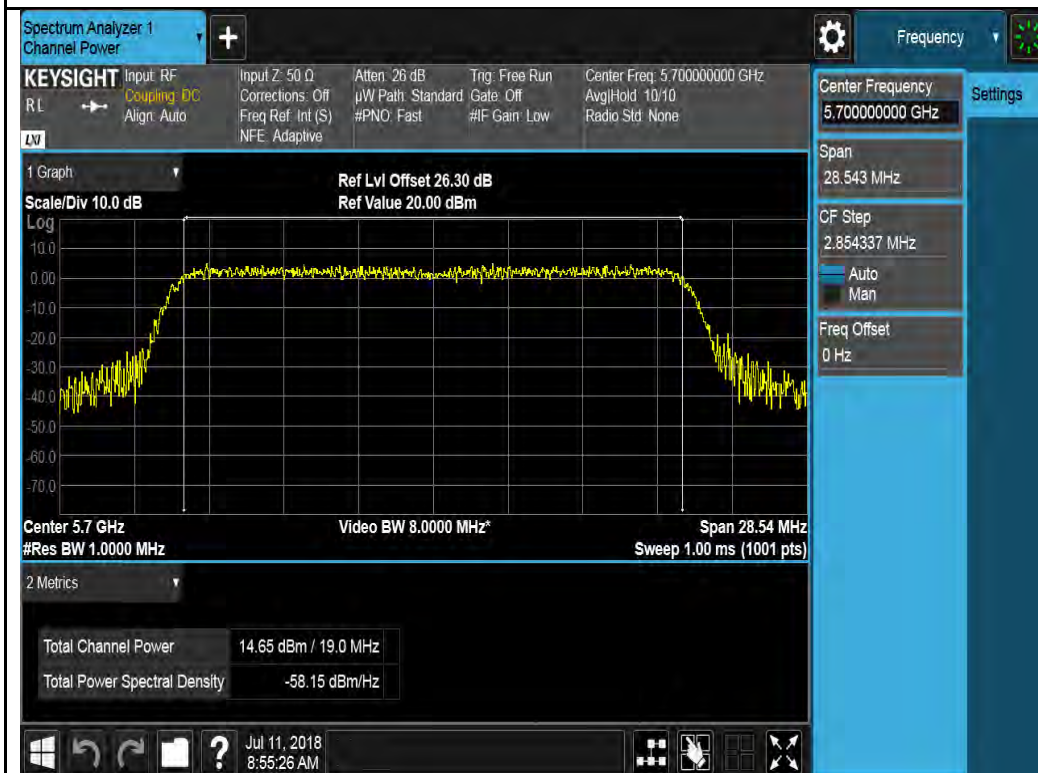 Spectrum Analyzer 1
Channel Power
+
Frequency
KEYSIGHT
R L
LXI
Input: RF
Coupling: DC
Align: Auto
Input Z: 50 Ω
Corrections: Off
Freq Ref: Int (S)
NFE: Adaptive
Atten: 26 dB
µW Path: Standard
#PNO: Fast
Trig: Free Run
Gate: Off
#IF Gain: Low
Center Freq: 5.700000000 GHz
Avg|Hold: 10/10
Radio Std: None
Center Frequency
5.700000000 GHz
Settings
Span
28.543 MHz
CF Step
2.854337 MHz
Auto
Man
Freq Offset
0 Hz
1 Graph
Scale/Div 10.0 dB
Ref Lvl Offset 26.30 dB
Ref Value 20.00 dBm
Log
10.0
0.00
-10.0
-20.0
-30.0
-40.0
-50.0
-60.0
-70.0
Center 5.7 GHz
#Res BW 1.0000 MHz
Video BW 8.0000 MHz*
Span 28.54 MHz
Sweep 1.00 ms (1001 pts)
2 Metrics
Total Channel Power 14.65 dBm / 19.0 MHz
Total Power Spectral Density -58.15 dBm/Hz
?
Jul 11, 2018
8:55:26 AM